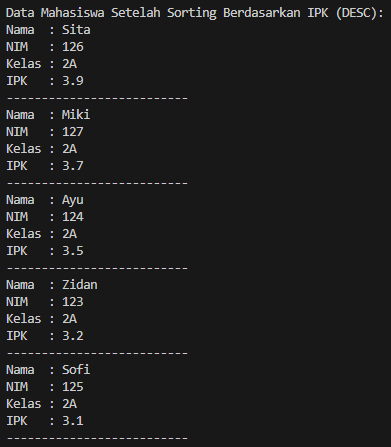 Data Mahasiswa Setelah Sorting Berdasarkan IPK (DESC):
Nama  : Sita
NIM   : 126
Kelas : 2A
IPK   : 3.9
--------------------------
Nama  : Miki
NIM   : 127
Kelas : 2A
IPK   : 3.7
--------------------------
Nama  : Ayu
NIM   : 124
Kelas : 2A
IPK   : 3.5
--------------------------
Nama  : Zidan
NIM   : 123
Kelas : 2A
IPK   : 3.2
--------------------------
Nama  : Sofi
NIM   : 125
Kelas : 2A
IPK   : 3.1
--------------------------